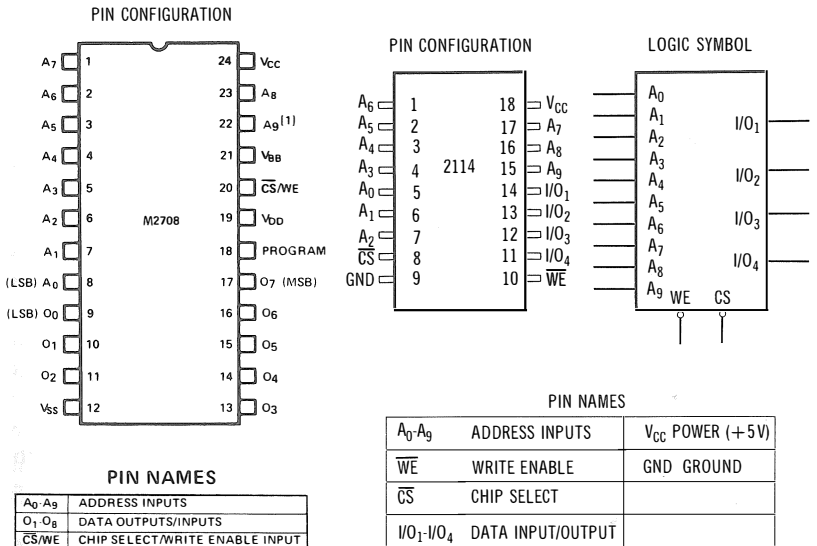 PIN CONFIGURATION
A7 1 24 VCC
A6 2 23 A8
A5 3 22 A9(1)
A4 4 21 VBB
A3 5 20 C̅S̅/WE
A2 6 M2708 19 VDD
A1 7 18 PROGRAM
(LSB) A0 8 17 O7 (MSB)
(LSB) O0 9 16 O6
O1 10 15 O5
O2 11 14 O4
VSS 12 13 O3
PIN NAMES
A0-A9 ADDRESS INPUTS
O1-O8 DATA OUTPUTS/INPUTS
C̅S̅/WE CHIP SELECT/WRITE ENABLE INPUT
PIN CONFIGURATION
A6 1 18 VCC
A5 2 17 A7
A4 3 16 A8
A3 4 2114 15 A9
A0 5 14 I/O1
A1 6 13 I/O2
A2 7 12 I/O3
C̅S̅ 8 11 I/O4
GND 9 10 W̅E̅
LOGIC SYMBOL
A0
A1 I/O1
A2
A3
A4 I/O2
A5
A6 I/O3
A7
A8 I/O4
A9 WE CS
PIN NAMES
A0-A9 ADDRESS INPUTS VCC POWER (+5V)
W̅E̅ WRITE ENABLE GND GROUND
C̅S̅ CHIP SELECT
I/O1-I/O4 DATA INPUT/OUTPUT